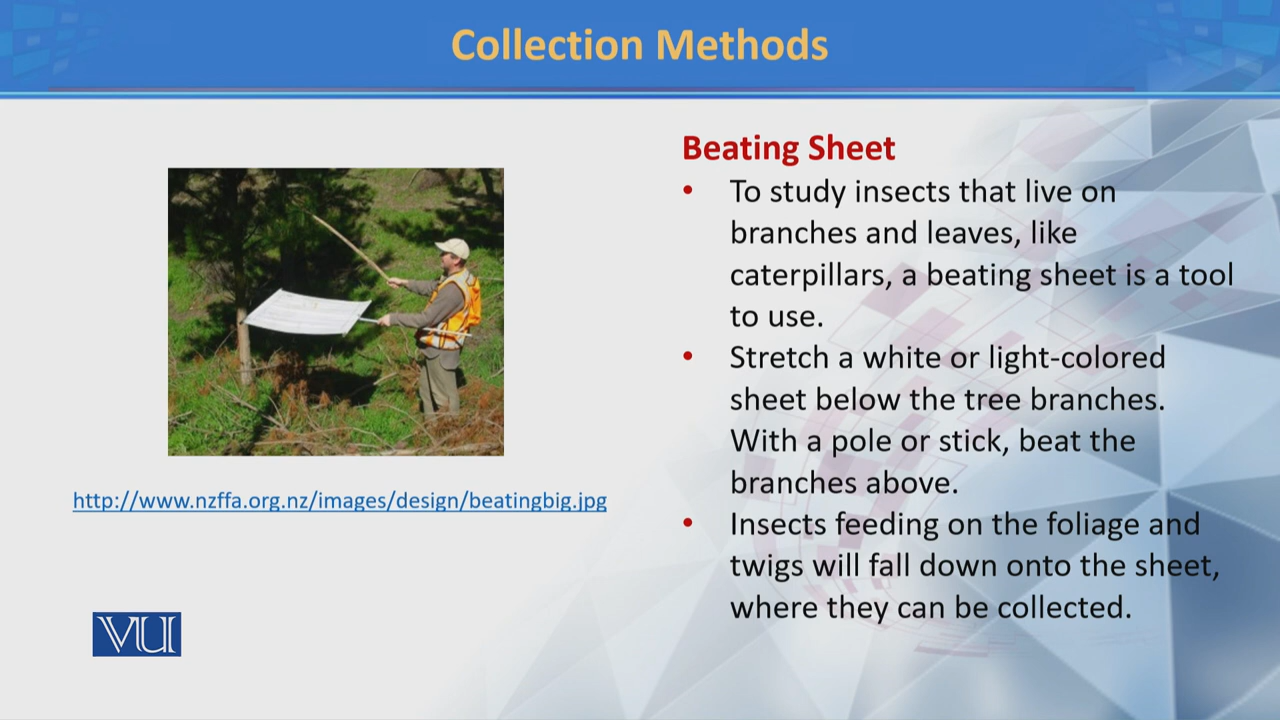 Collection Methods
Beating Sheet
• To study insects that live on
branches and leaves, like
caterpillars, a beating sheet is a tool
to use.
• Stretch a white or light-colored
sheet below the tree branches.
With a pole or stick, beat the
branches above.
• Insects feeding on the foliage and
twigs will fall down onto the sheet,
where they can be collected.
http://www.nzffa.org.nz/images/design/beatingbig.jpg
VU